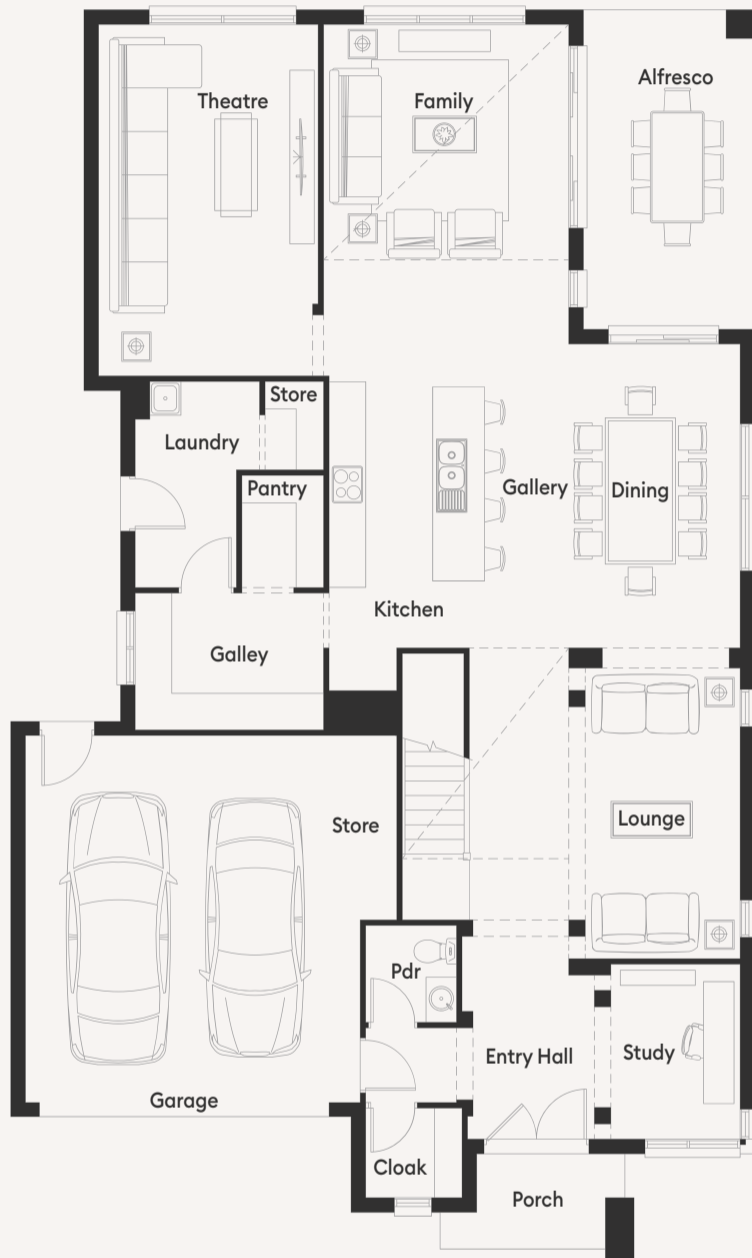 Theatre
Family
Alfresco
Store
Laundry
Pantry
Gallery
Dining
Kitchen
Galley
Store
Lounge
Pdr
Entry Hall
Study
Garage
Cloak
Porch